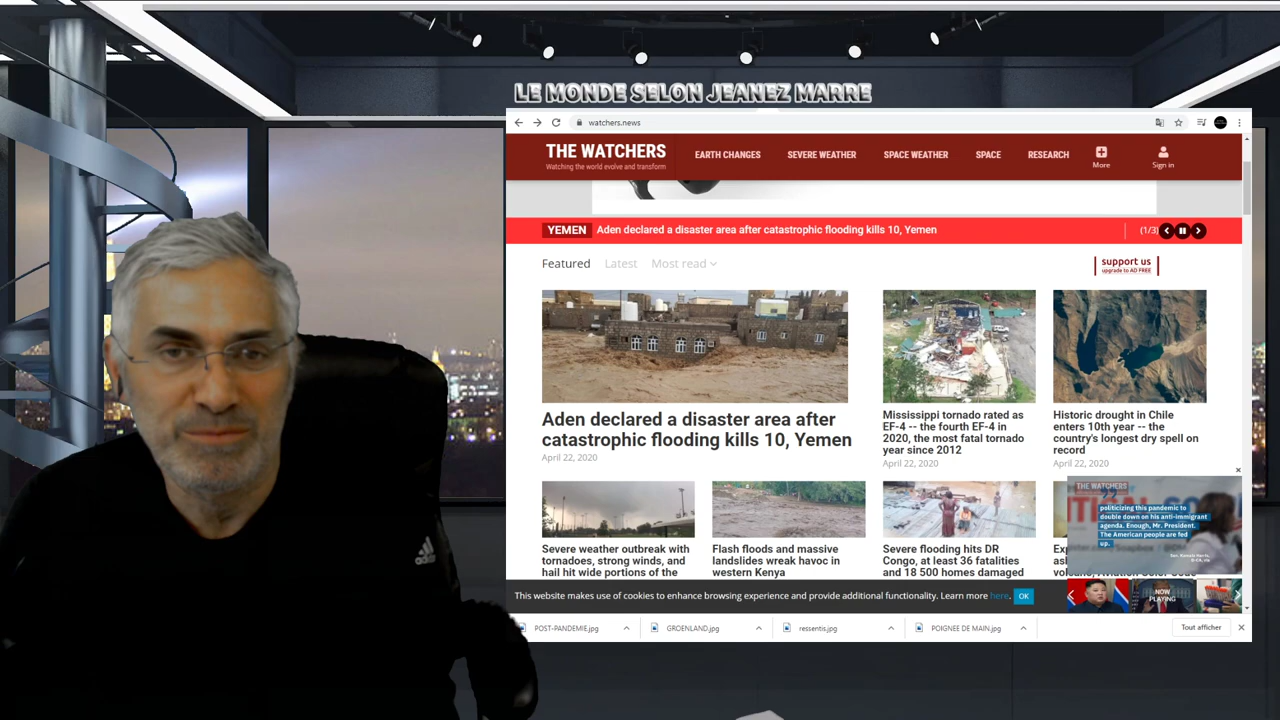 LE MONDE SELON JEANEZ MARRE
watchers.news
THE WATCHERS
Watching the world evolve and transform
EARTH CHANGES
SEVERE WEATHER
SPACE WEATHER
SPACE
RESEARCH
More
Sign in
YEMEN
Aden declared a disaster area after catastrophic flooding kills 10, Yemen
(1/3)
Featured
Latest
Most read
support us
upgrade to AD FREE
Aden declared a disaster area after
catastrophic flooding kills 10, Yemen
April 22, 2020
Mississippi tornado rated as
EF-4 -- the fourth EF-4 in
2020, the most fatal tornado
year since 2012
April 22, 2020
Historic drought in Chile
enters 10th year -- the
country's longest dry spell on
record
April 22, 2020
Severe weather outbreak with
tornadoes, strong winds, and
hail hit wide portions of the
Flash floods and massive
landslides wreak havoc in
western Kenya
Severe flooding hits DR
Congo, at least 36 fatalities
and 18 500 homes damaged
THE WATCHERS
politicizing this pandemic to
double down on his anti-immigrant
agenda. Enough, Mr. President.
The American people are fed
up.
NOW
PLAYING
This website makes use of cookies to enhance browsing experience and provide additional functionality. Learn more here.
OK
POST-PANDEMIE.jpg
GROENLAND.jpg
ressentis.jpg
POIGNEE DE MAIN.jpg
Tout afficher
adidas